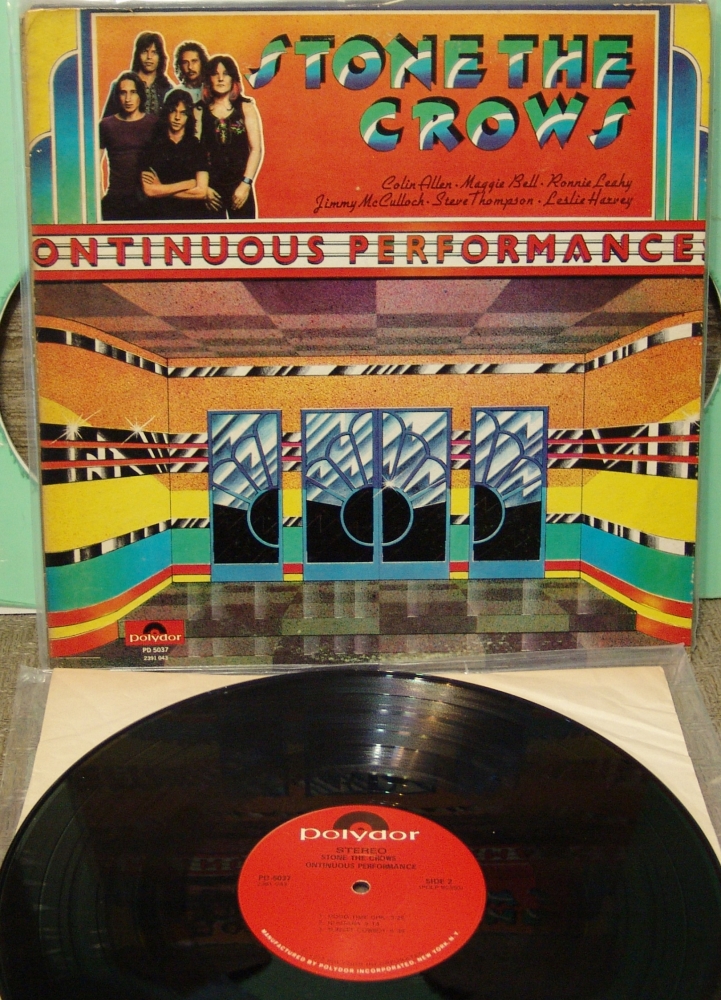 STONE THE
CROWS
Colin Allen · Maggie Bell · Ronnie Leahy
Jimmy McCulloch · Steve Thompson · Leslie Harvey
ONTINUOUS PERFORMANCE
polydor
PD 5037
2391 043
polydor
STEREO
STONE THE CROWS
ONTINUOUS PERFORMANCE
PD 5037
SIDE 2
MANUFACTURED BY POLYDOR INCORPORATED, NEW YORK, N.Y.